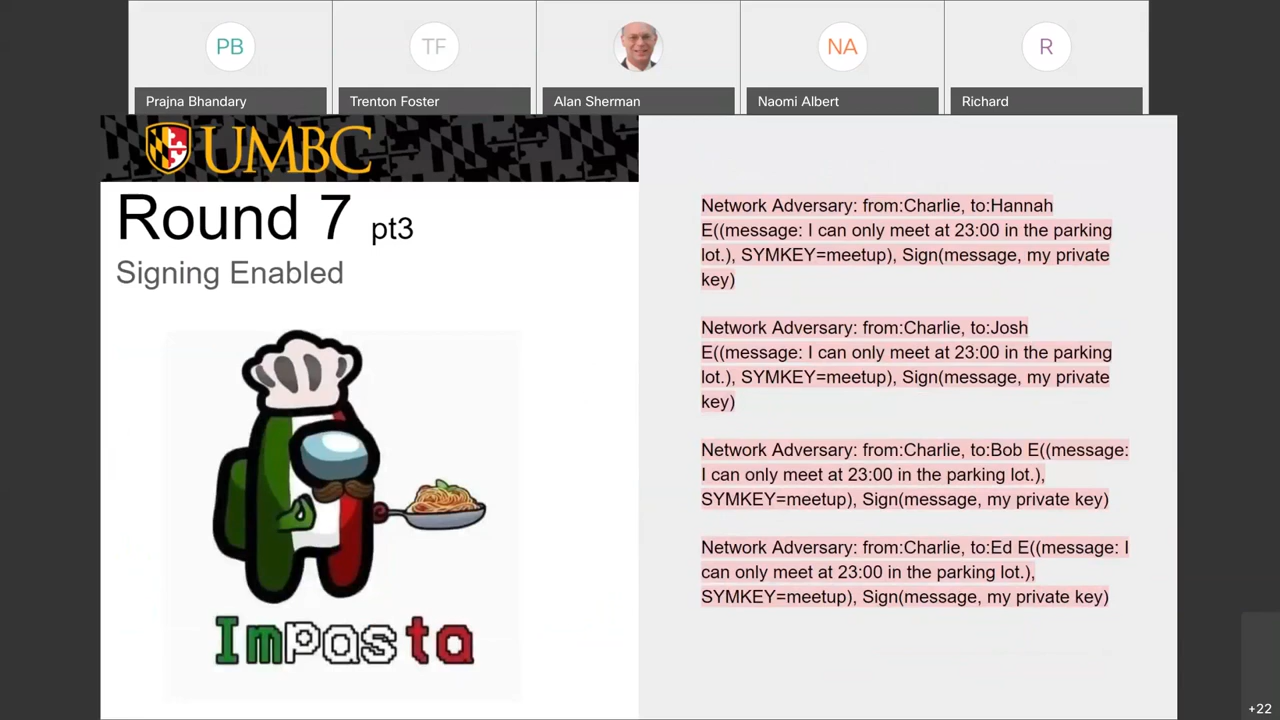 PB
TF
NA
R
Prajna Bhandary
Trenton Foster
Alan Sherman
Naomi Albert
Richard
UMBC
Round 7 pt3
Signing Enabled
Impasta
Network Adversary: from:Charlie, to:Hannah
E((message: I can only meet at 23:00 in the parking
lot.), SYMKEY=meetup), Sign(message, my private
key)
Network Adversary: from:Charlie, to:Josh
E((message: I can only meet at 23:00 in the parking
lot.), SYMKEY=meetup), Sign(message, my private
key)
Network Adversary: from:Charlie, to:Bob E((message:
I can only meet at 23:00 in the parking lot.),
SYMKEY=meetup), Sign(message, my private key)
Network Adversary: from:Charlie, to:Ed E((message: I
can only meet at 23:00 in the parking lot.),
SYMKEY=meetup), Sign(message, my private key)
+22